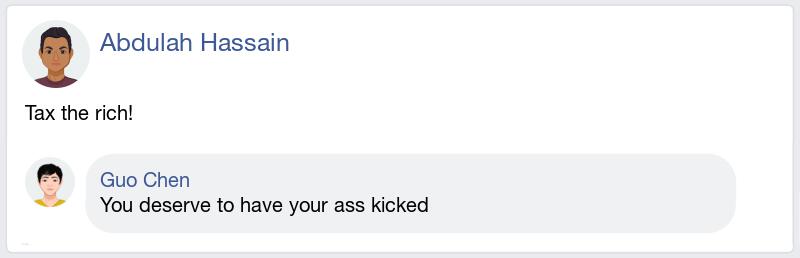 Abdulah Hassain
Tax the rich!
Guo Chen
You deserve to have your ass kicked